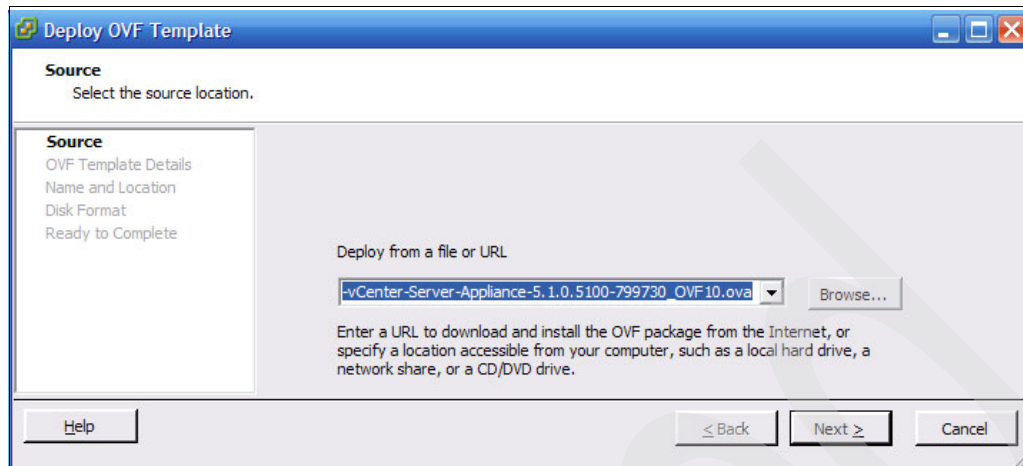 Deploy OVF Template
Source
Select the source location.
Source
OVF Template Details
Name and Location
Disk Format
Ready to Complete
Deploy from a file or URL
-vCenter-Server-Appliance-5.1.0.5100-799730_OVF10.ova
Browse...
Enter a URL to download and install the OVF package from the Internet, or
specify a location accessible from your computer, such as a local hard drive, a
network share, or a CD/DVD drive.
Help
< Back
Next >
Cancel